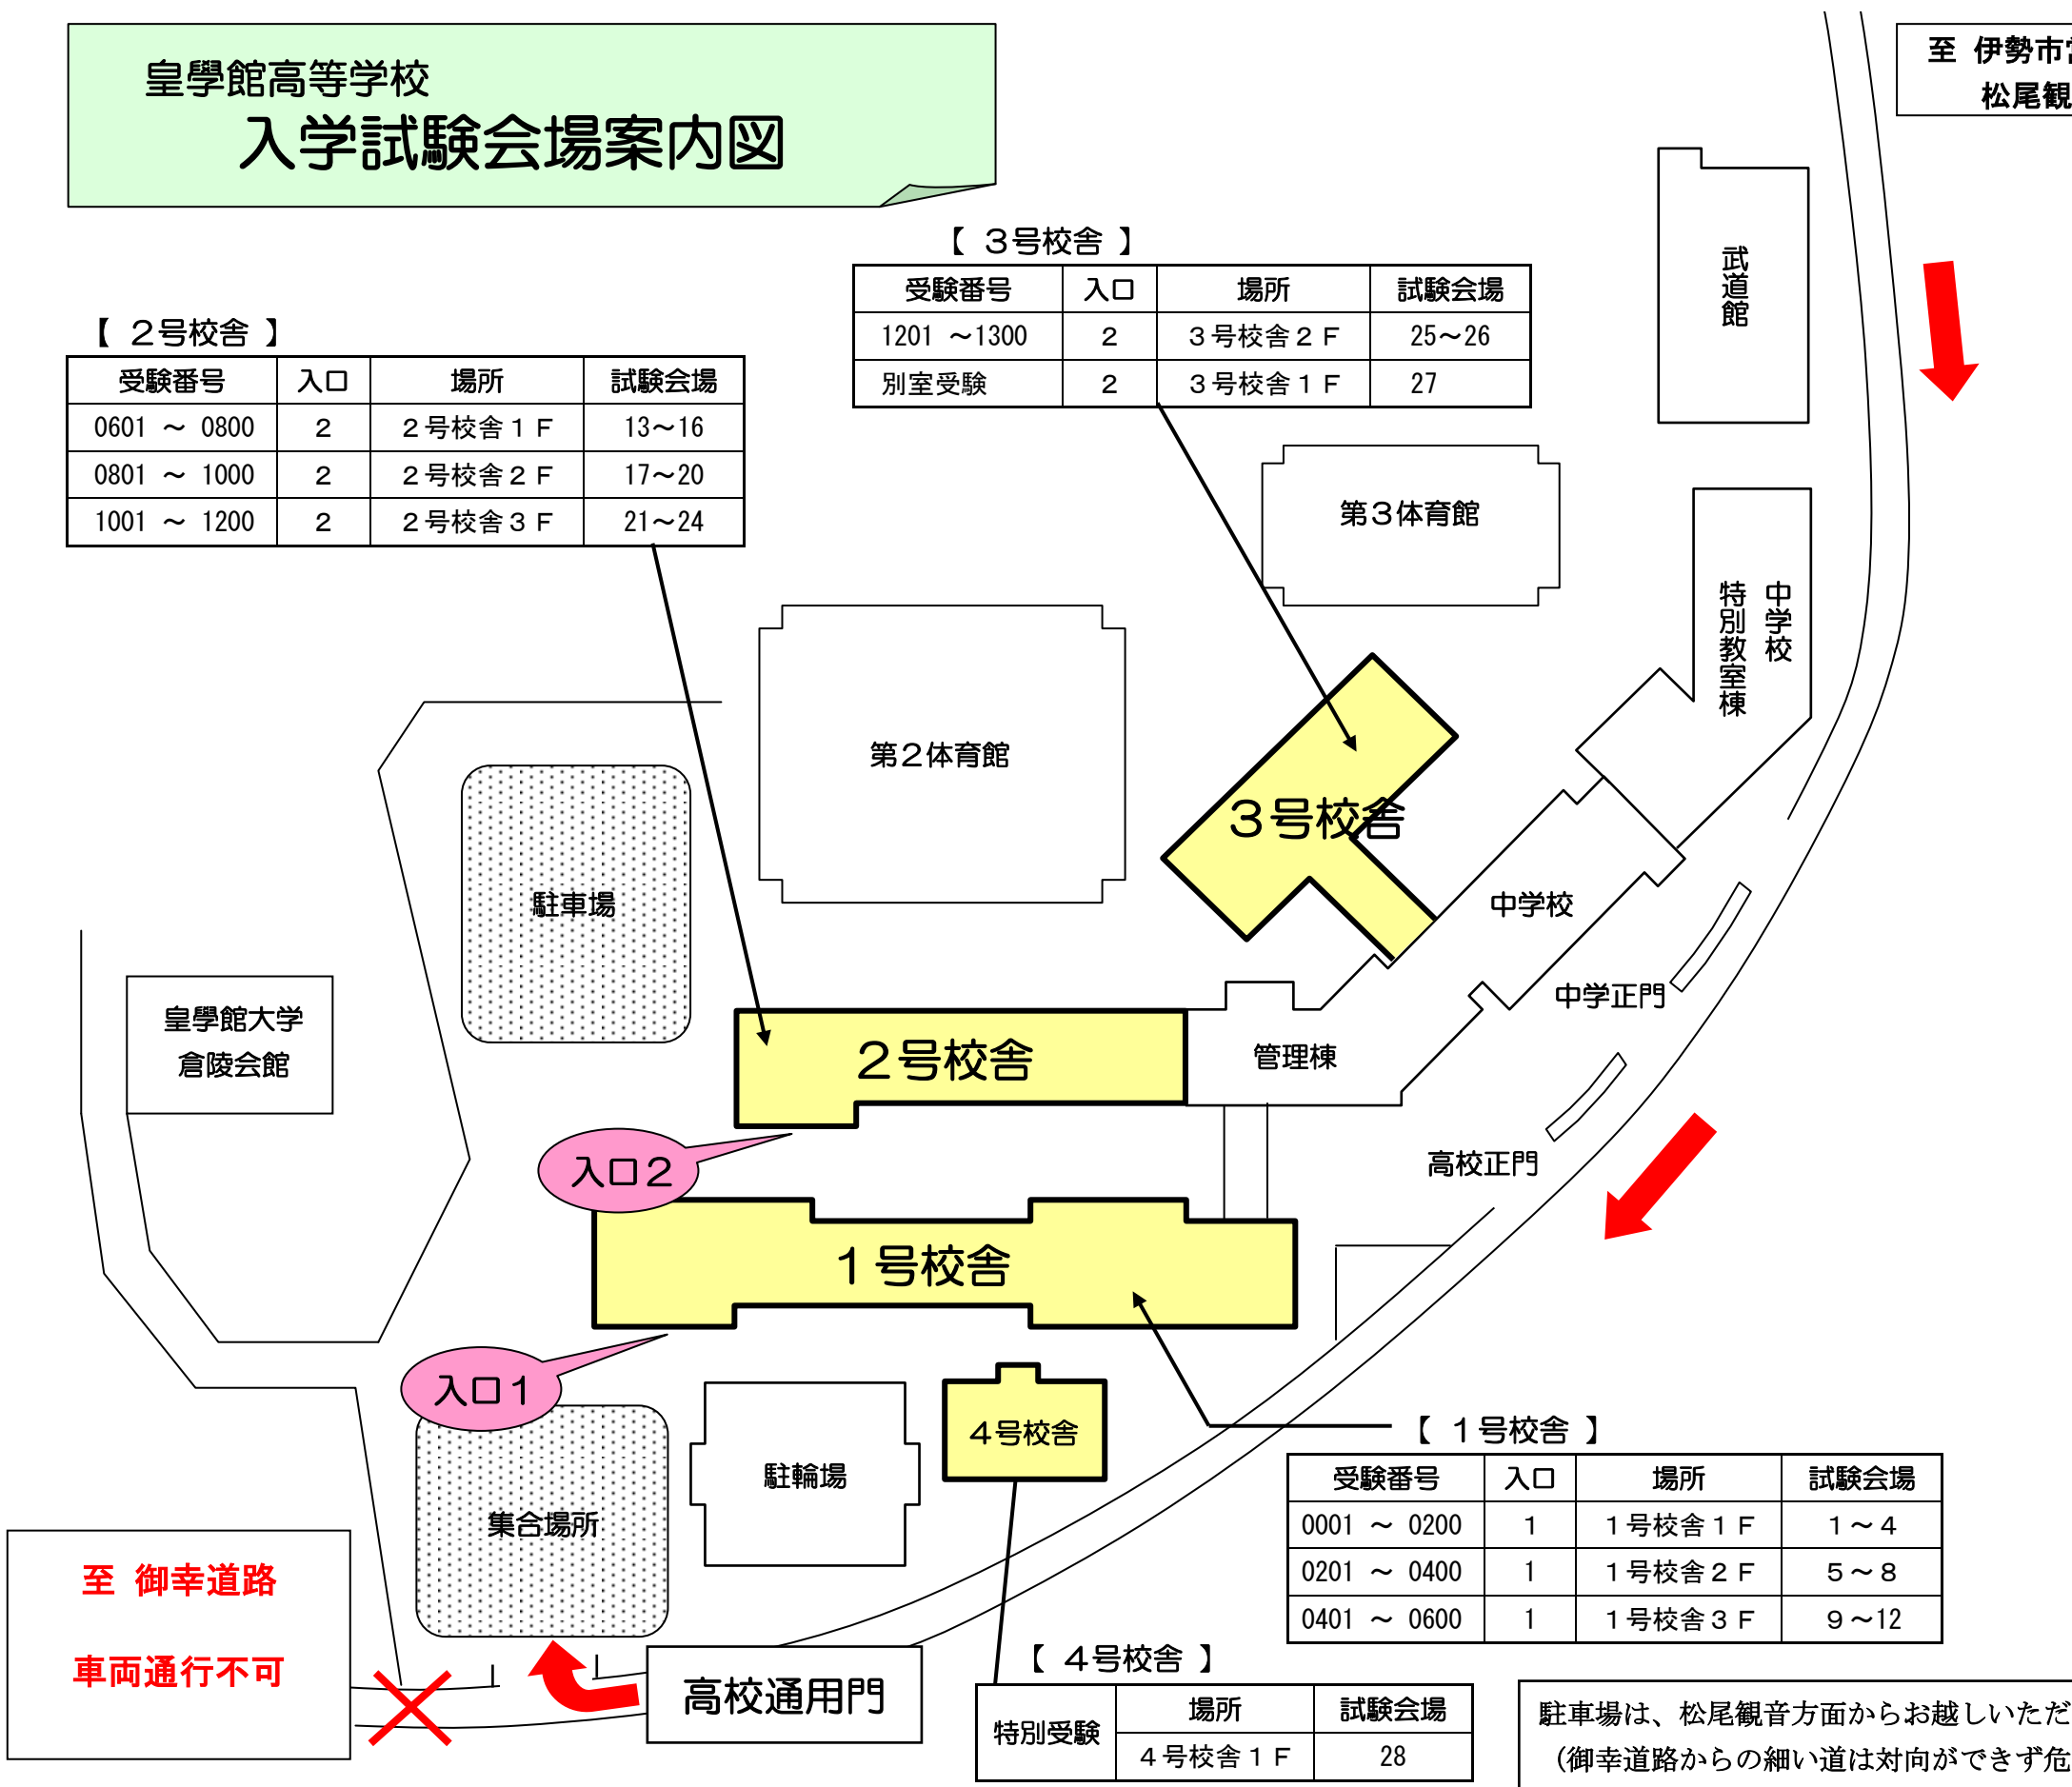 皇學館高等学校
入学試験会場案内図
至 伊勢市
松尾観
【 ３号校舎 】
受験番号 入口 場所 試験会場
1201 ～1300 2 ３号校舎２Ｆ 25～26
別室受験 2 ３号校舎１Ｆ 27
【 ２号校舎 】
受験番号 入口 場所 試験会場
0601 ～ 0800 2 ２号校舎１Ｆ 13～16
0801 ～ 1000 2 ２号校舎２Ｆ 17～20
1001 ～ 1200 2 ２号校舎３Ｆ 21～24
武道館
第３体育館
中学校
特別教室棟
第２体育館
３号校舎
駐車場
中学校
中学正門
皇學館大学
倉陵会館
２号校舎
管理棟
高校正門
入口２
１号校舎
入口１
４号校舎
駐輪場
集合場所
【 １号校舎 】
受験番号 入口 場所 試験会場
0001 ～ 0200 1 １号校舎１Ｆ １～４
0201 ～ 0400 1 １号校舎２Ｆ ５～８
0401 ～ 0600 1 １号校舎３Ｆ ９～12
至 御幸道路
車両通行不可
高校通用門
【 ４号校舎 】
特別受験 場所 試験会場
４号校舎１Ｆ 28
駐車場は、松尾観音方面からお越しいただ
（御幸道路からの細い道は対向ができず危